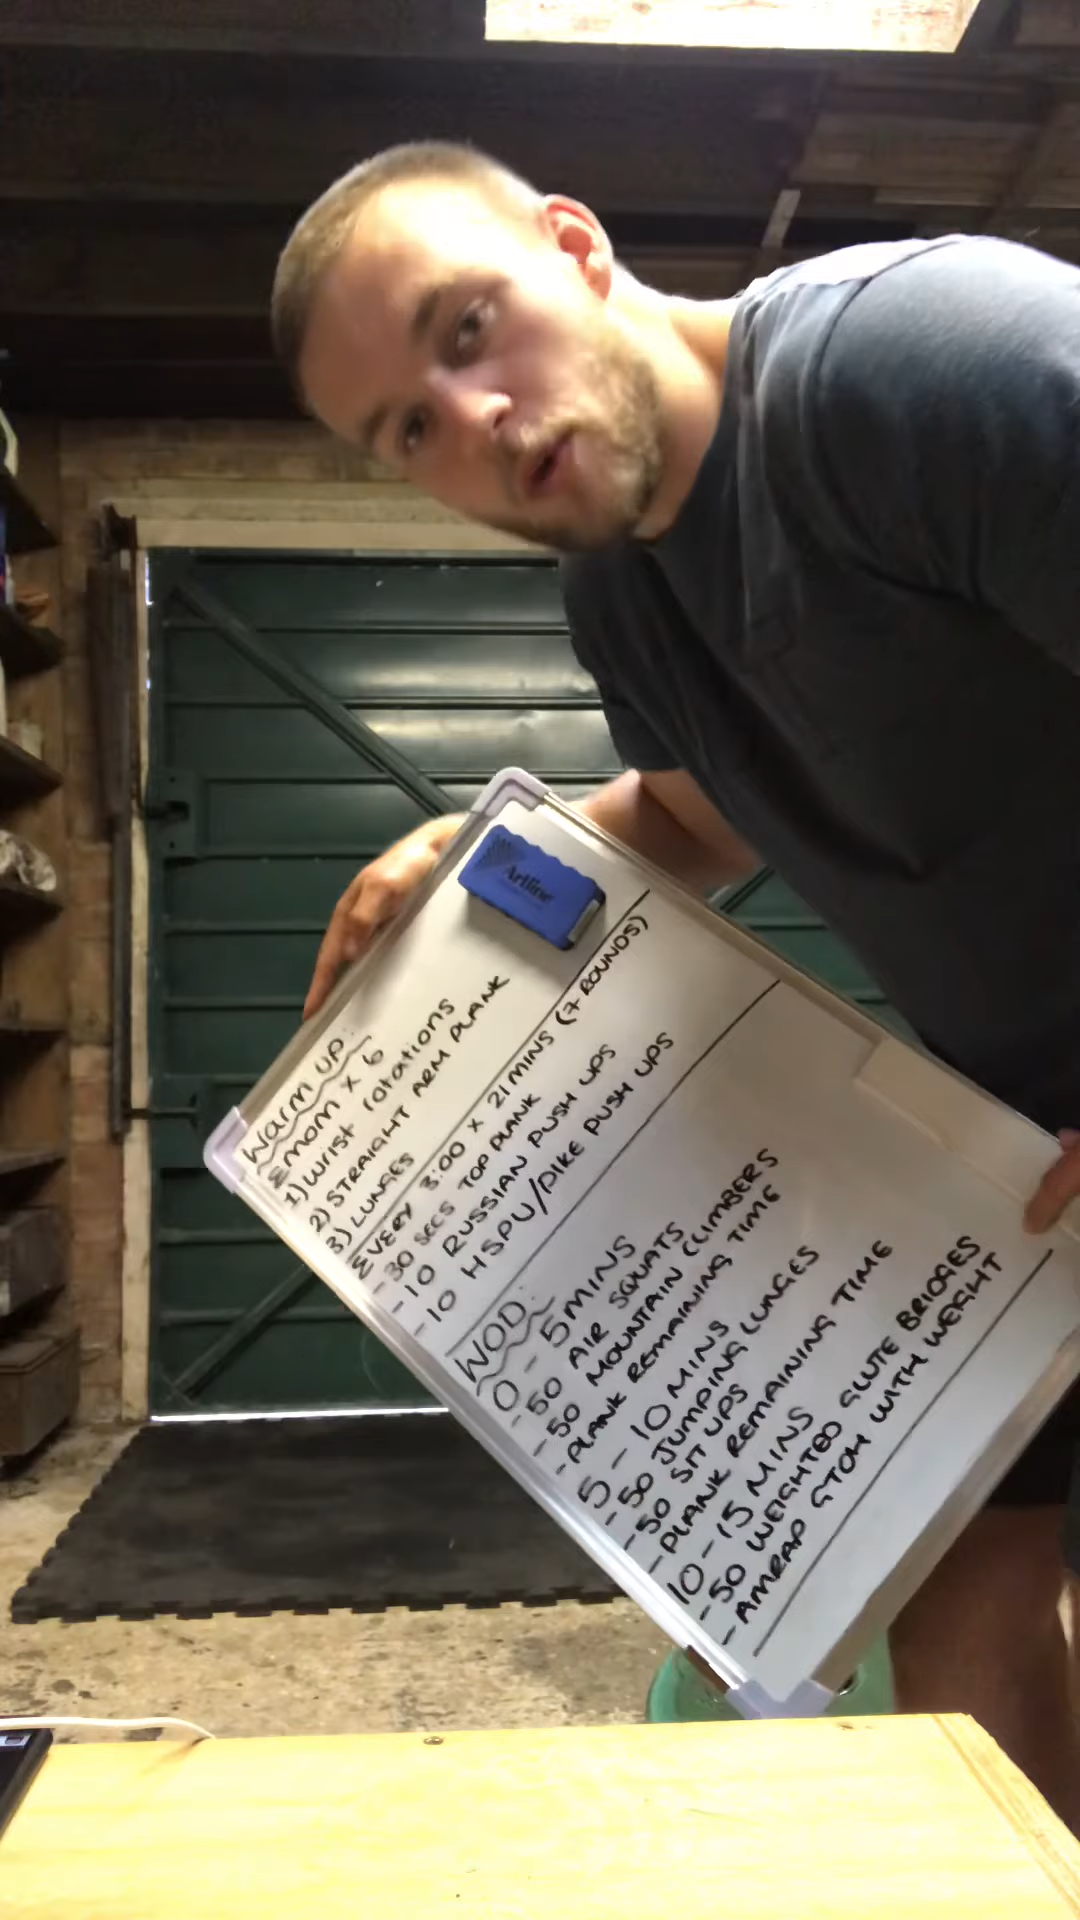 Artline
WARM UP:
EMOM X 6
1) WRIST rotations
2) STRAIGHT ARM PLANK
3) LUNGES
EVERY 3:00 X 21 MINS (7 ROUNDS)
- 30 SECS TOP PLANK
- 10 RUSSIAN PUSH UPS
- 10 HSPU/PIKE PUSH UPS
WOD:
0 - 5 MINS
- 50 AIR SQUATS
- 50 MOUNTAIN CLIMBERS
- PLANK REMAINING TIME
5 - 10 MINS
- 50 JUMPING LUNGES
- 50 SIT UPS
- PLANK REMAINING TIME
10 - 15 MINS
- 50 WEIGHTED GLUTE BRIDGES
- AMRAP GTOH WITH WEIGHT